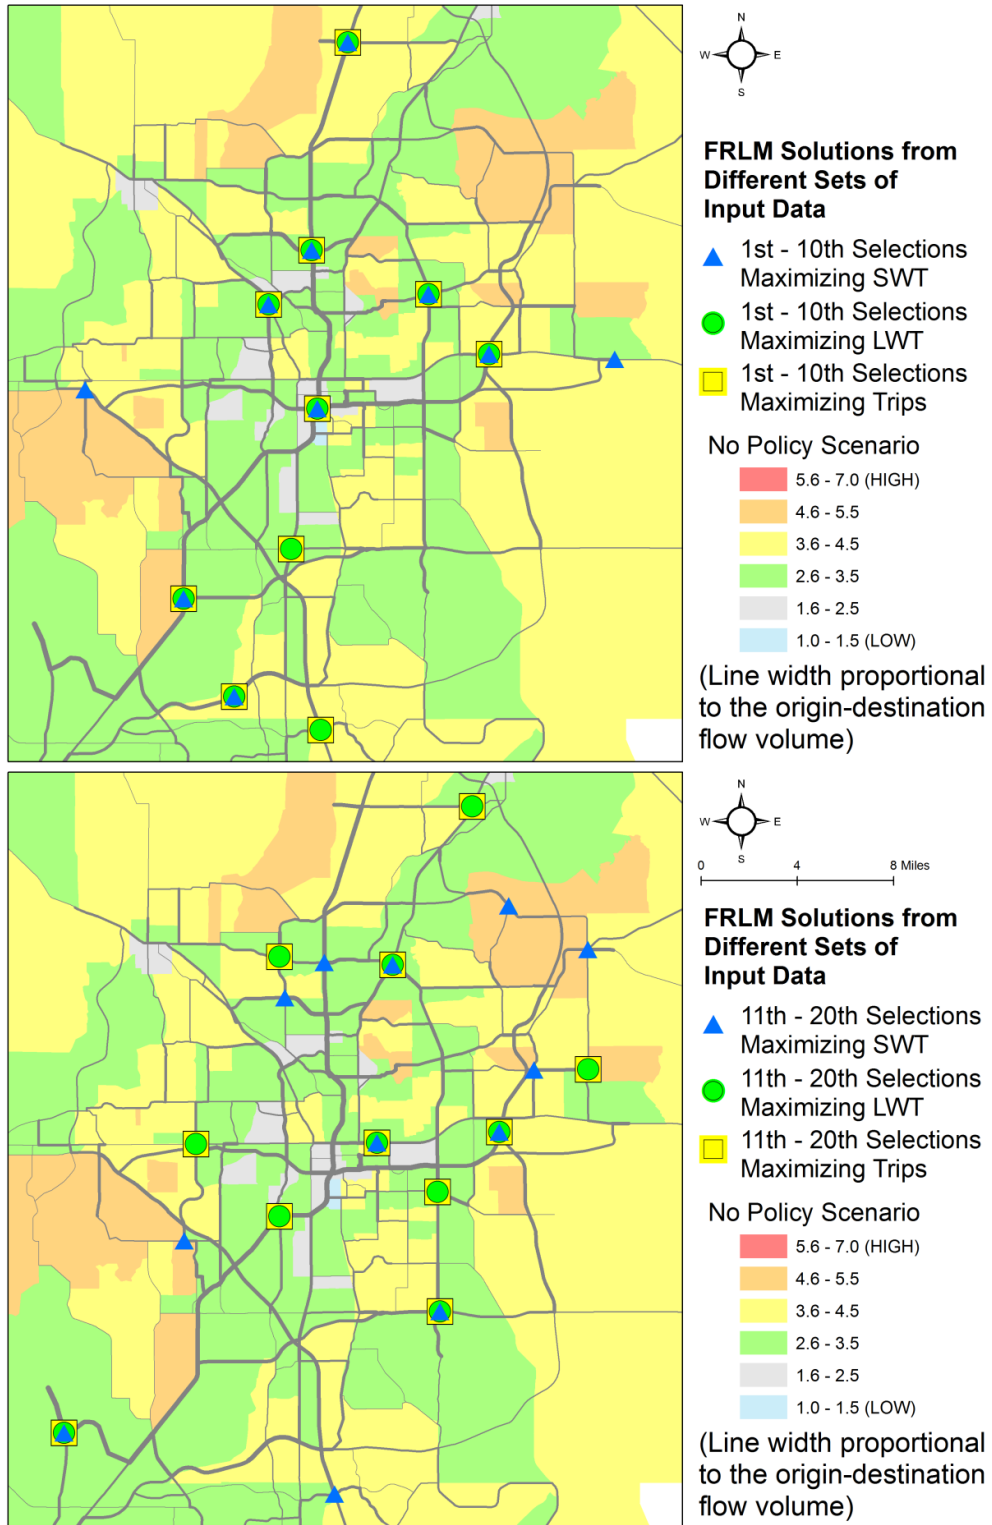 N
W E
S
FRLM Solutions from
Different Sets of
Input Data
1st - 10th Selections
Maximizing SWT
1st - 10th Selections
Maximizing LWT
1st - 10th Selections
Maximizing Trips
No Policy Scenario
5.6 - 7.0 (HIGH)
4.6 - 5.5
3.6 - 4.5
2.6 - 3.5
1.6 - 2.5
1.0 - 1.5 (LOW)
(Line width proportional
to the origin-destination
flow volume)
N
W E
S
0 4 8 Miles
FRLM Solutions from
Different Sets of
Input Data
11th - 20th Selections
Maximizing SWT
11th - 20th Selections
Maximizing LWT
11th - 20th Selections
Maximizing Trips
No Policy Scenario
5.6 - 7.0 (HIGH)
4.6 - 5.5
3.6 - 4.5
2.6 - 3.5
1.6 - 2.5
1.0 - 1.5 (LOW)
(Line width proportional
to the origin-destination
flow volume)